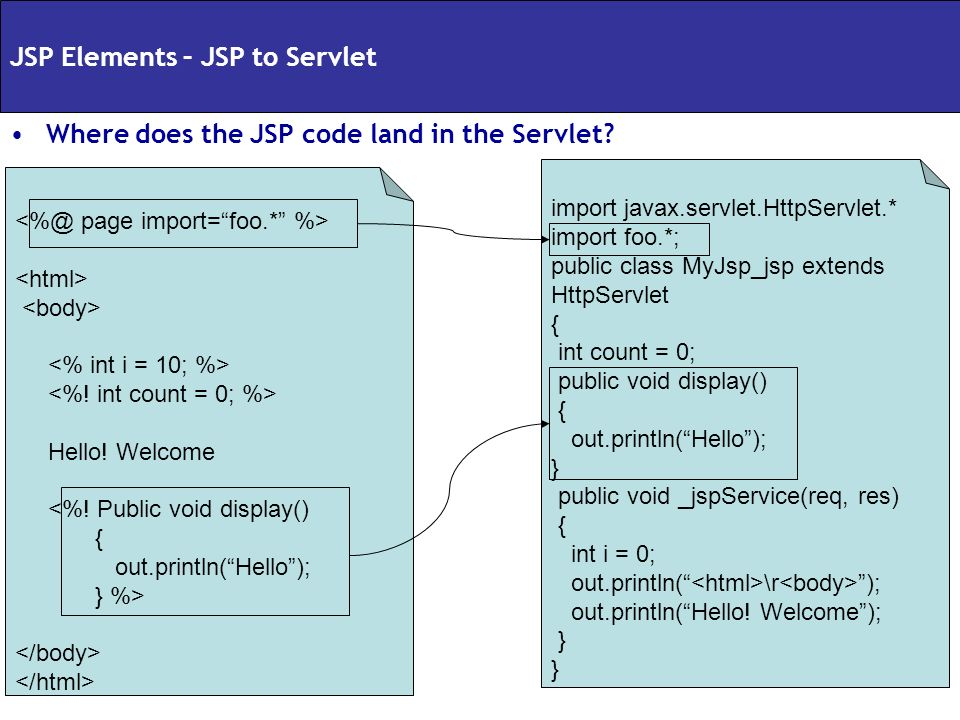 JSP Elements – JSP to Servlet
• Where does the JSP code land in the Servlet?
<%@ page import=“foo.*” %>
<html>
<body>
<% int i = 10; %>
<%! int count = 0; %>
Hello! Welcome
<%! Public void display()
{
out.println(“Hello”);
} %>
</body>
</html>
import javax.servlet.HttpServlet.*
import foo.*;
public class MyJsp_jsp extends
HttpServlet
{
int count = 0;
public void display()
{
out.println(“Hello”);
}
public void _jspService(req, res)
{
int i = 0;
out.println(“<html>\r<body>”);
out.println(“Hello! Welcome”);
}
}